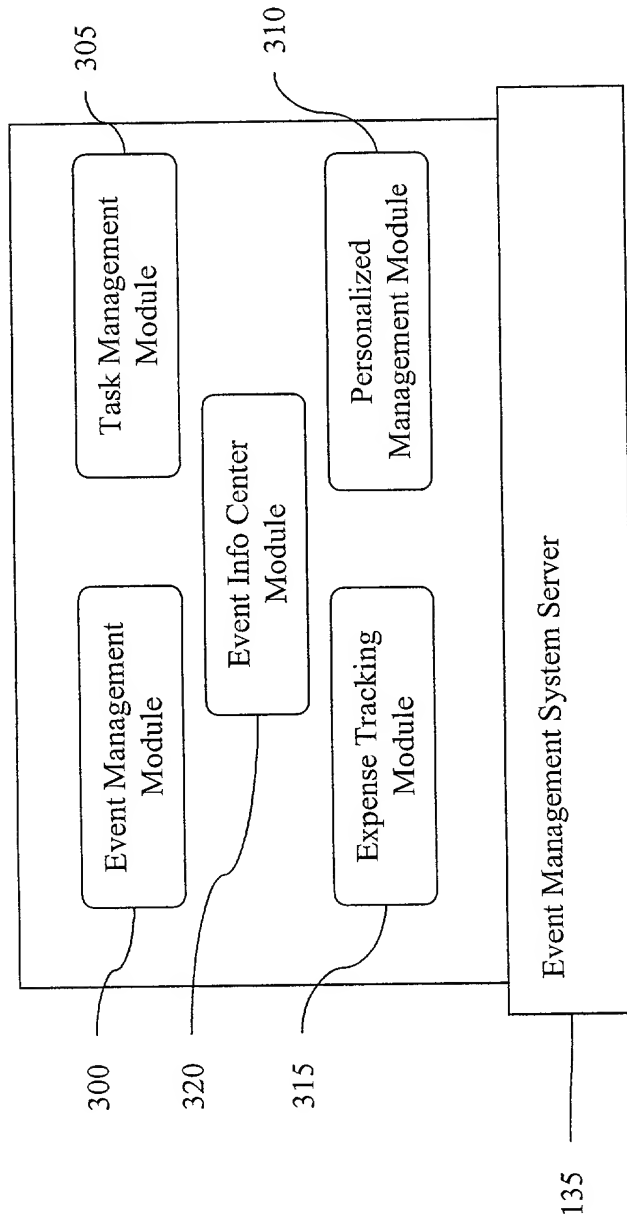 300
Event Management
Module
Task Management
Module
305
320
Event Info Center
Module
315
Expense Tracking
Module
Personalized
Management Module
310
135
Event Management System Server